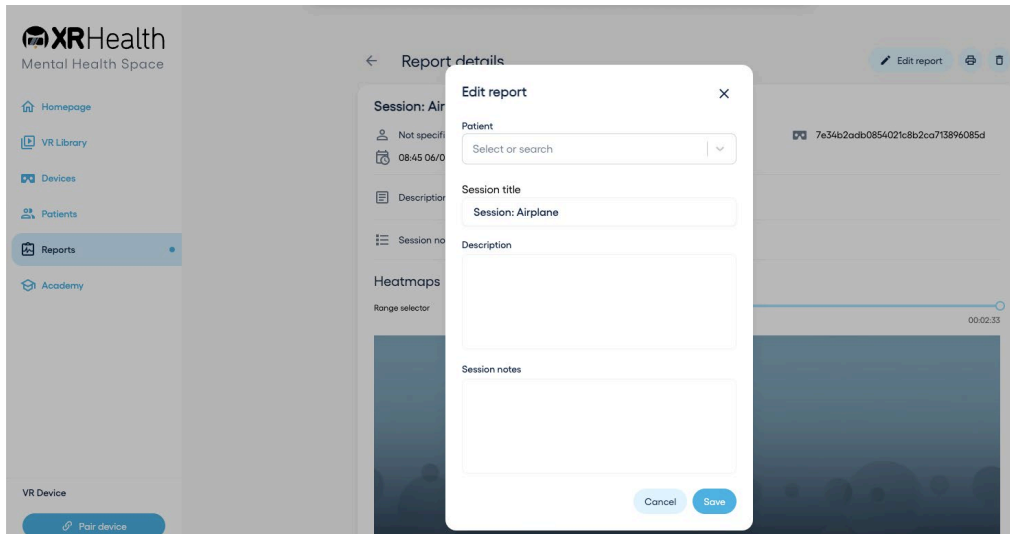 XRHealth
Mental Health Space
Homepage
VR Library
Devices
Patients
Reports
Academy
VR Device
Pair device
Report details
Edit report
Session: Air
Not specifi
7e34b2adb0854021c8b2ca713896085d
08:45 06/0
Description
Session no
Heatmaps
Range selector
00:02:33
Edit report
Patient
Select or search
Session title
Session: Airplane
Description
Session notes
Cancel
Save